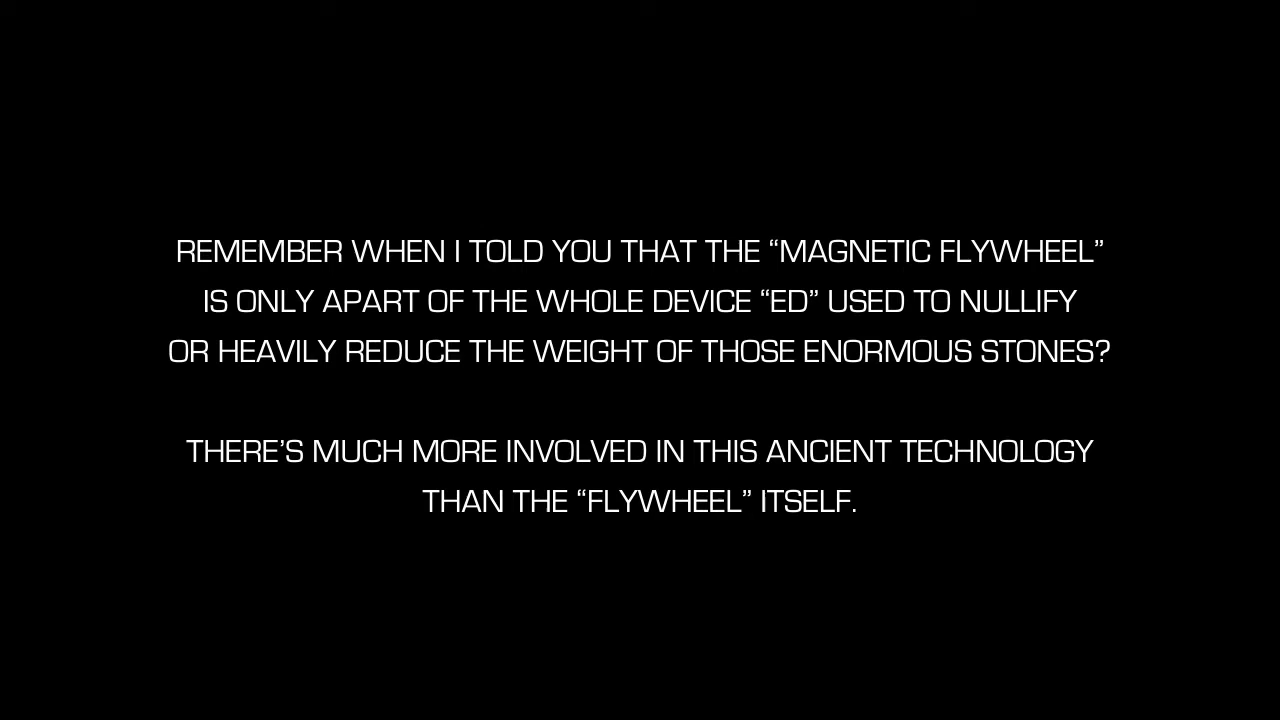 REMEMBER WHEN I TOLD YOU THAT THE “MAGNETIC FLYWHEEL”
IS ONLY APART OF THE WHOLE DEVICE “ED” USED TO NULLIFY
OR HEAVILY REDUCE THE WEIGHT OF THOSE ENORMOUS STONES?
THERE’S MUCH MORE INVOLVED IN THIS ANCIENT TECHNOLOGY
THAN THE “FLYWHEEL” ITSELF.